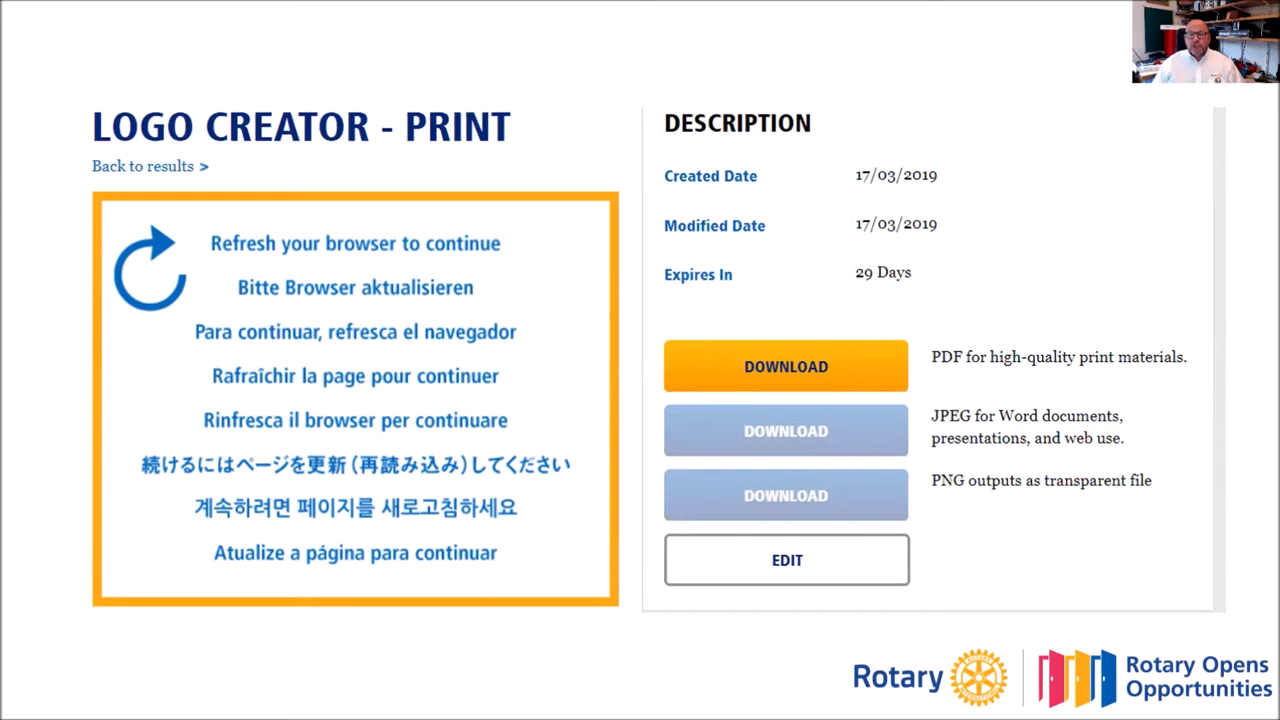 LOGO CREATOR - PRINT
Back to results >
Refresh your browser to continue
Bitte Browser aktualisieren
Para continuar, refresca el navegador
Rafraîchir la page pour continuer
Rinfresca il browser per continuare
続けるにはページを更新（再読み込み）してください
계속하려면 페이지를 새로고침하세요
Atualize a página para continuar
DESCRIPTION
Created Date 17/03/2019
Modified Date 17/03/2019
Expires In 29 Days
DOWNLOAD PDF for high-quality print materials.
DOWNLOAD JPEG for Word documents,
presentations, and web use.
DOWNLOAD PNG outputs as transparent file
EDIT
Rotary
Rotary Opens
Opportunities